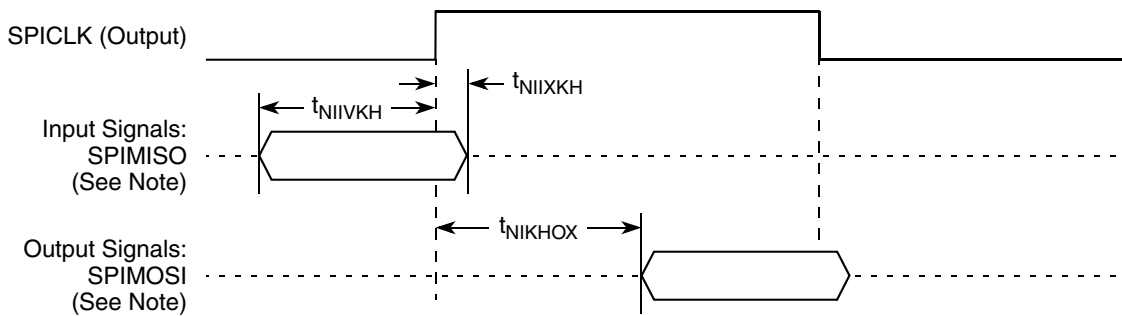 SPICLK (Output)
tNIIXKH
tNIIVKH
Input Signals:
SPIMISO
(See Note)
tNIKHOX
Output Signals:
SPIMOSI
(See Note)